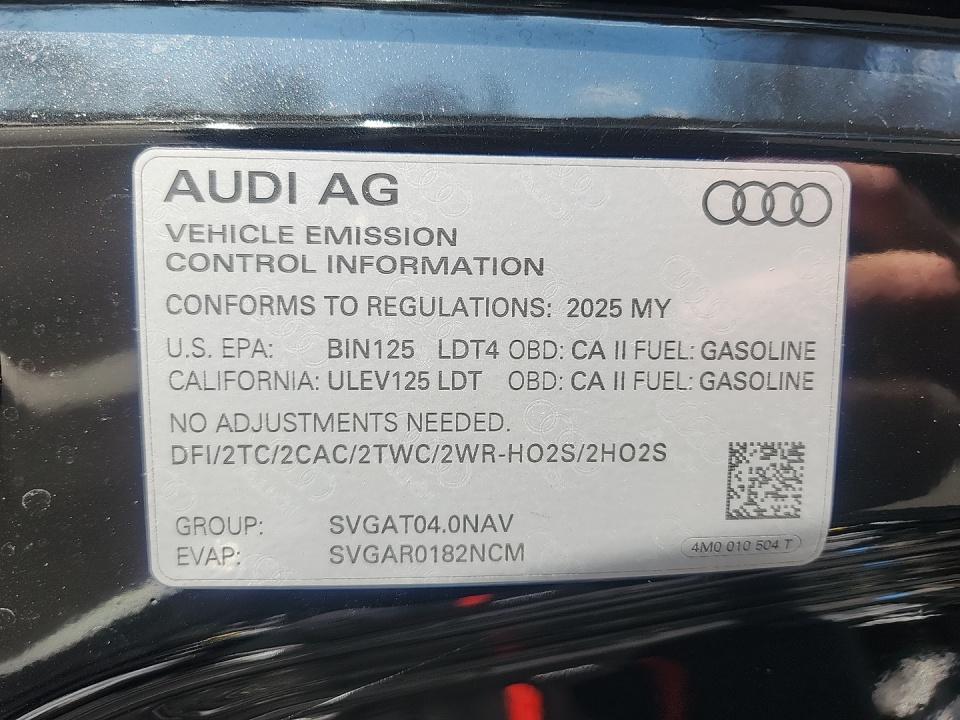 AUDI AG
VEHICLE EMISSION
CONTROL INFORMATION
CONFORMS TO REGULATIONS: 2025 MY
U.S. EPA: BIN125 LDT4 OBD: CA II FUEL: GASOLINE
CALIFORNIA: ULEV125 LDT OBD: CA II FUEL: GASOLINE
NO ADJUSTMENTS NEEDED.
DFI/2TC/2CAC/2TWC/2WR-HO2S/2HO2S
GROUP: SVGAT04.0NAV
EVAP: SVGAR0182NCM
4M0 010 504 T